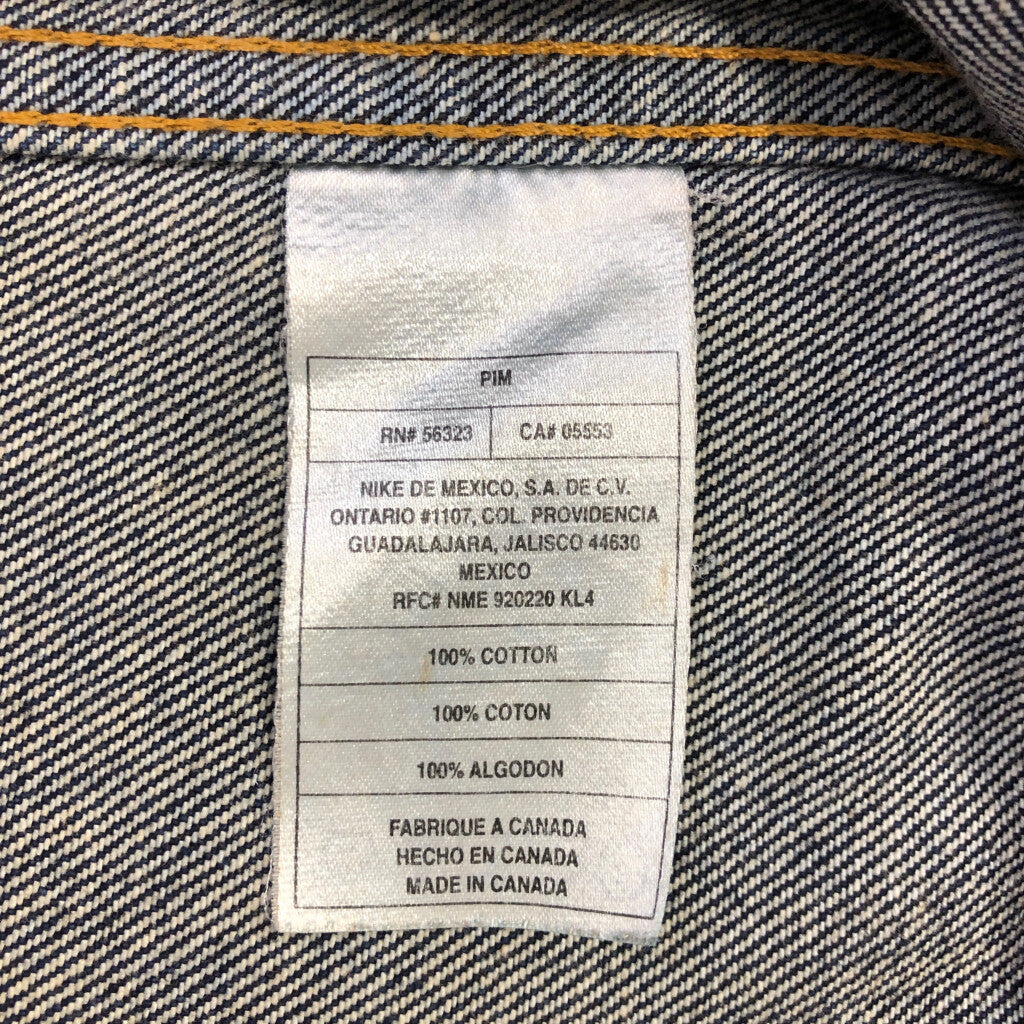 PIM
RN# 56323 CA# 05553
NIKE DE MEXICO, S.A. DE C.V.
ONTARIO #1107, COL. PROVIDENCIA
GUADALAJARA, JALISCO 44630
MEXICO
RFC# NME 920220 KL4
100% COTTON
100% COTON
100% ALGODON
FABRIQUE A CANADA
HECHO EN CANADA
MADE IN CANADA